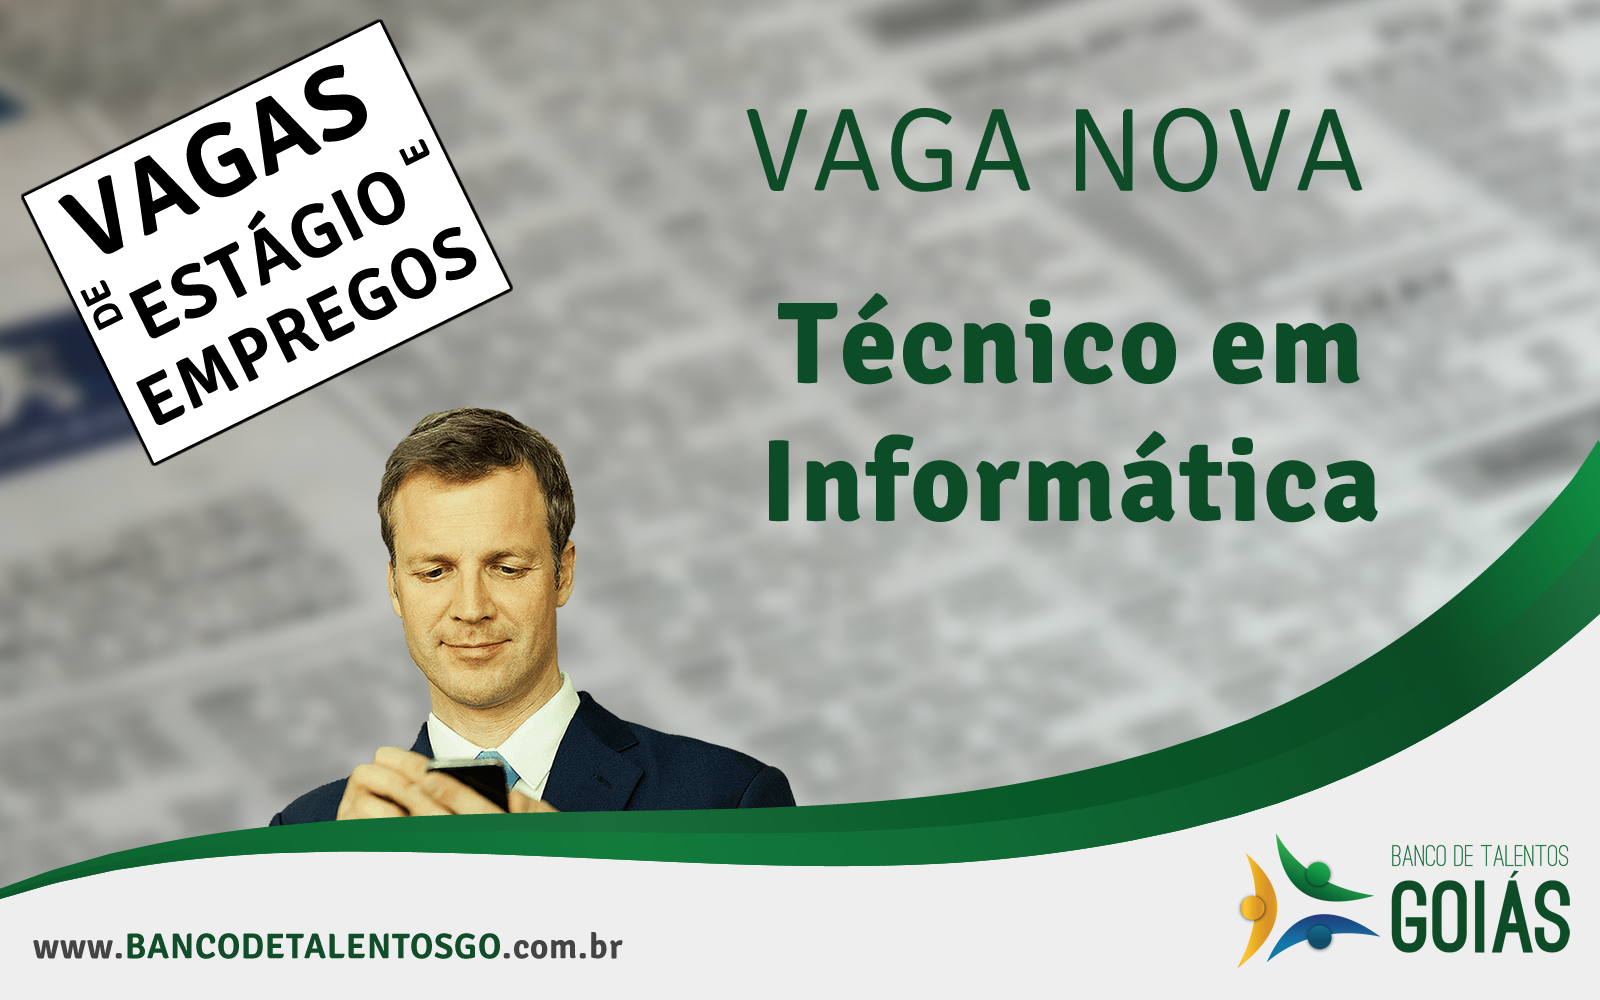 VAGAS
DE ESTÁGIO E
EMPREGOS
VAGA NOVA
Técnico em
Informática
www.BANCODETALENTOSGO.com.br
BANCO DE TALENTOS
GOIÁS